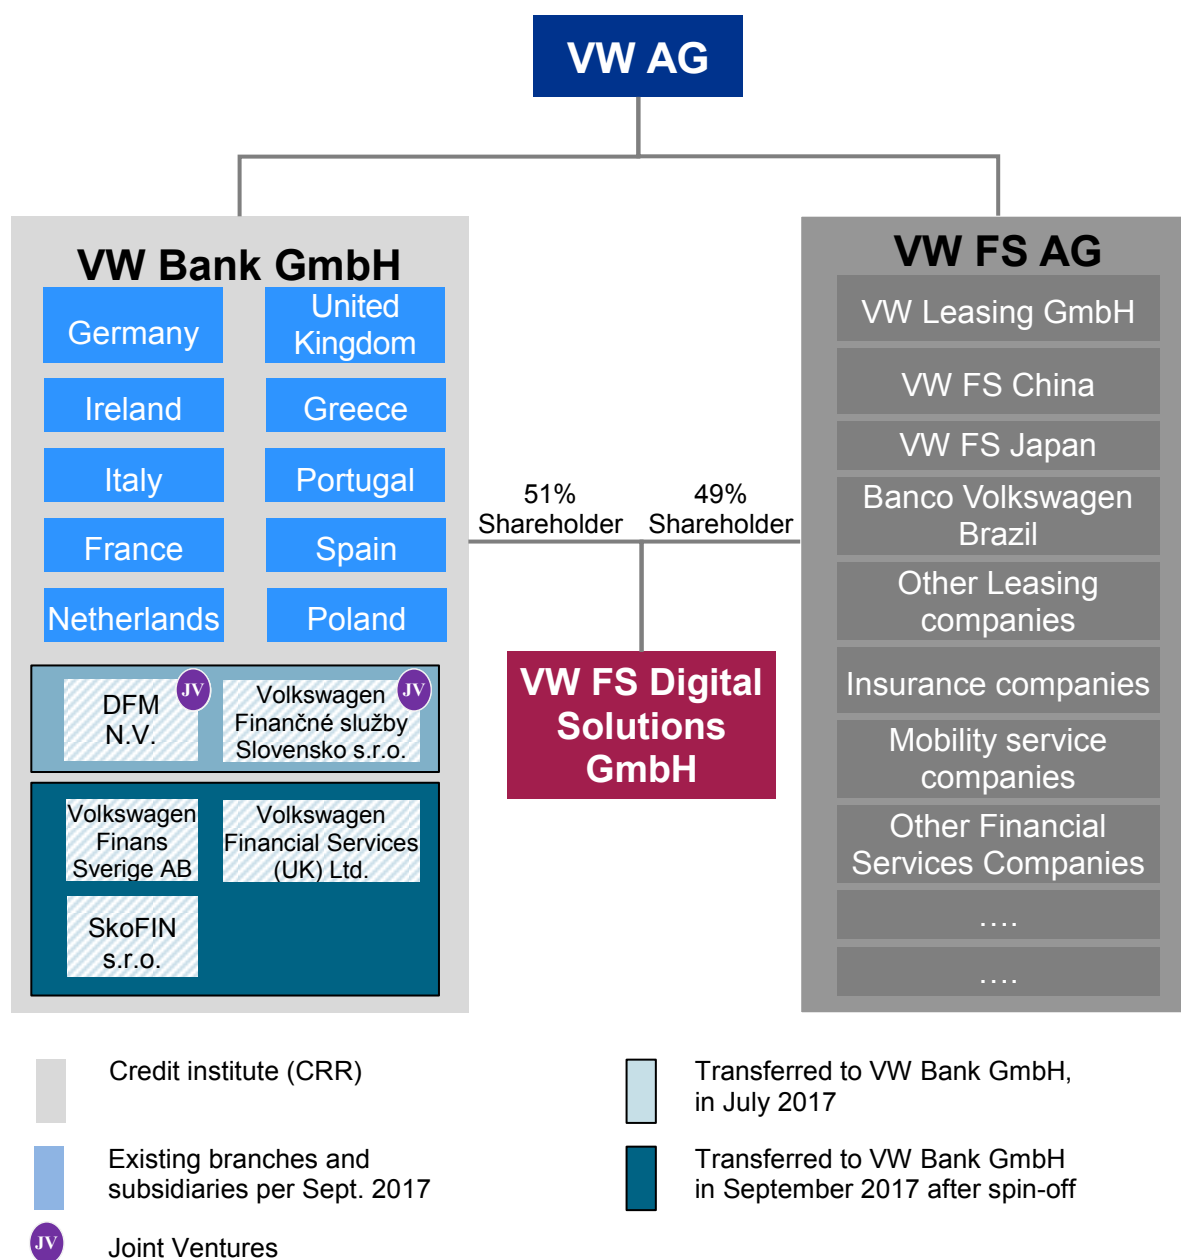 VW AG
VW Bank GmbH
Germany
United
Kingdom
Ireland
Greece
Italy
Portugal
France
Spain
Netherlands
Poland
DFM
N.V.
JV
Volkswagen
Finančné služby
Slovensko s.r.o.
JV
Volkswagen
Finans
Sverige AB
Volkswagen
Financial Services
(UK) Ltd.
SkoFIN
s.r.o.
51%
Shareholder
49%
Shareholder
VW FS Digital
Solutions
GmbH
VW FS AG
VW Leasing GmbH
VW FS China
VW FS Japan
Banco Volkswagen
Brazil
Other Leasing
companies
Insurance companies
Mobility service
companies
Other Financial
Services Companies
....
....
Credit institute (CRR)
Existing branches and
subsidiaries per Sept. 2017
JV
Joint Ventures
Transferred to VW Bank GmbH,
in July 2017
Transferred to VW Bank GmbH
in September 2017 after spin-off